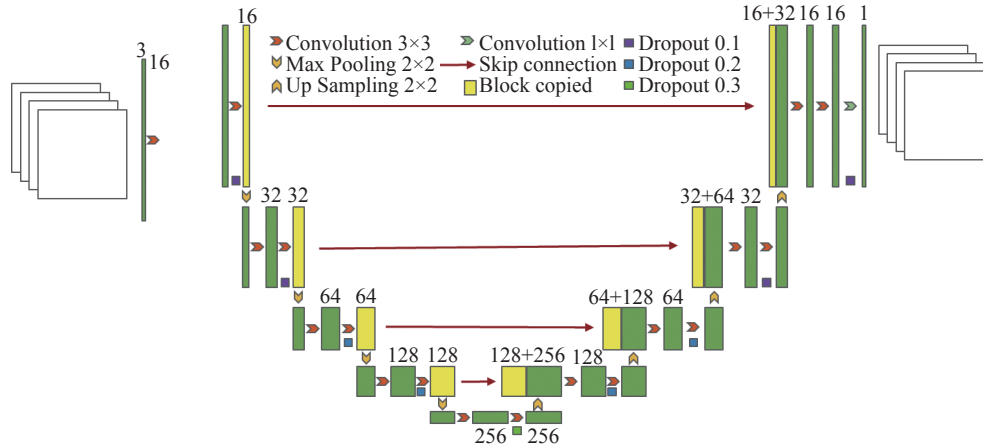 3
16
16
Convolution 3×3
Convolution 1×1
Dropout 0.1
Max Pooling 2×2
Skip connection
Dropout 0.2
Up Sampling 2×2
Block copied
Dropout 0.3
16+32 16 16 1
32 32
32+64 32
64 64
64+128 64
128 128
128+256 128
256 256